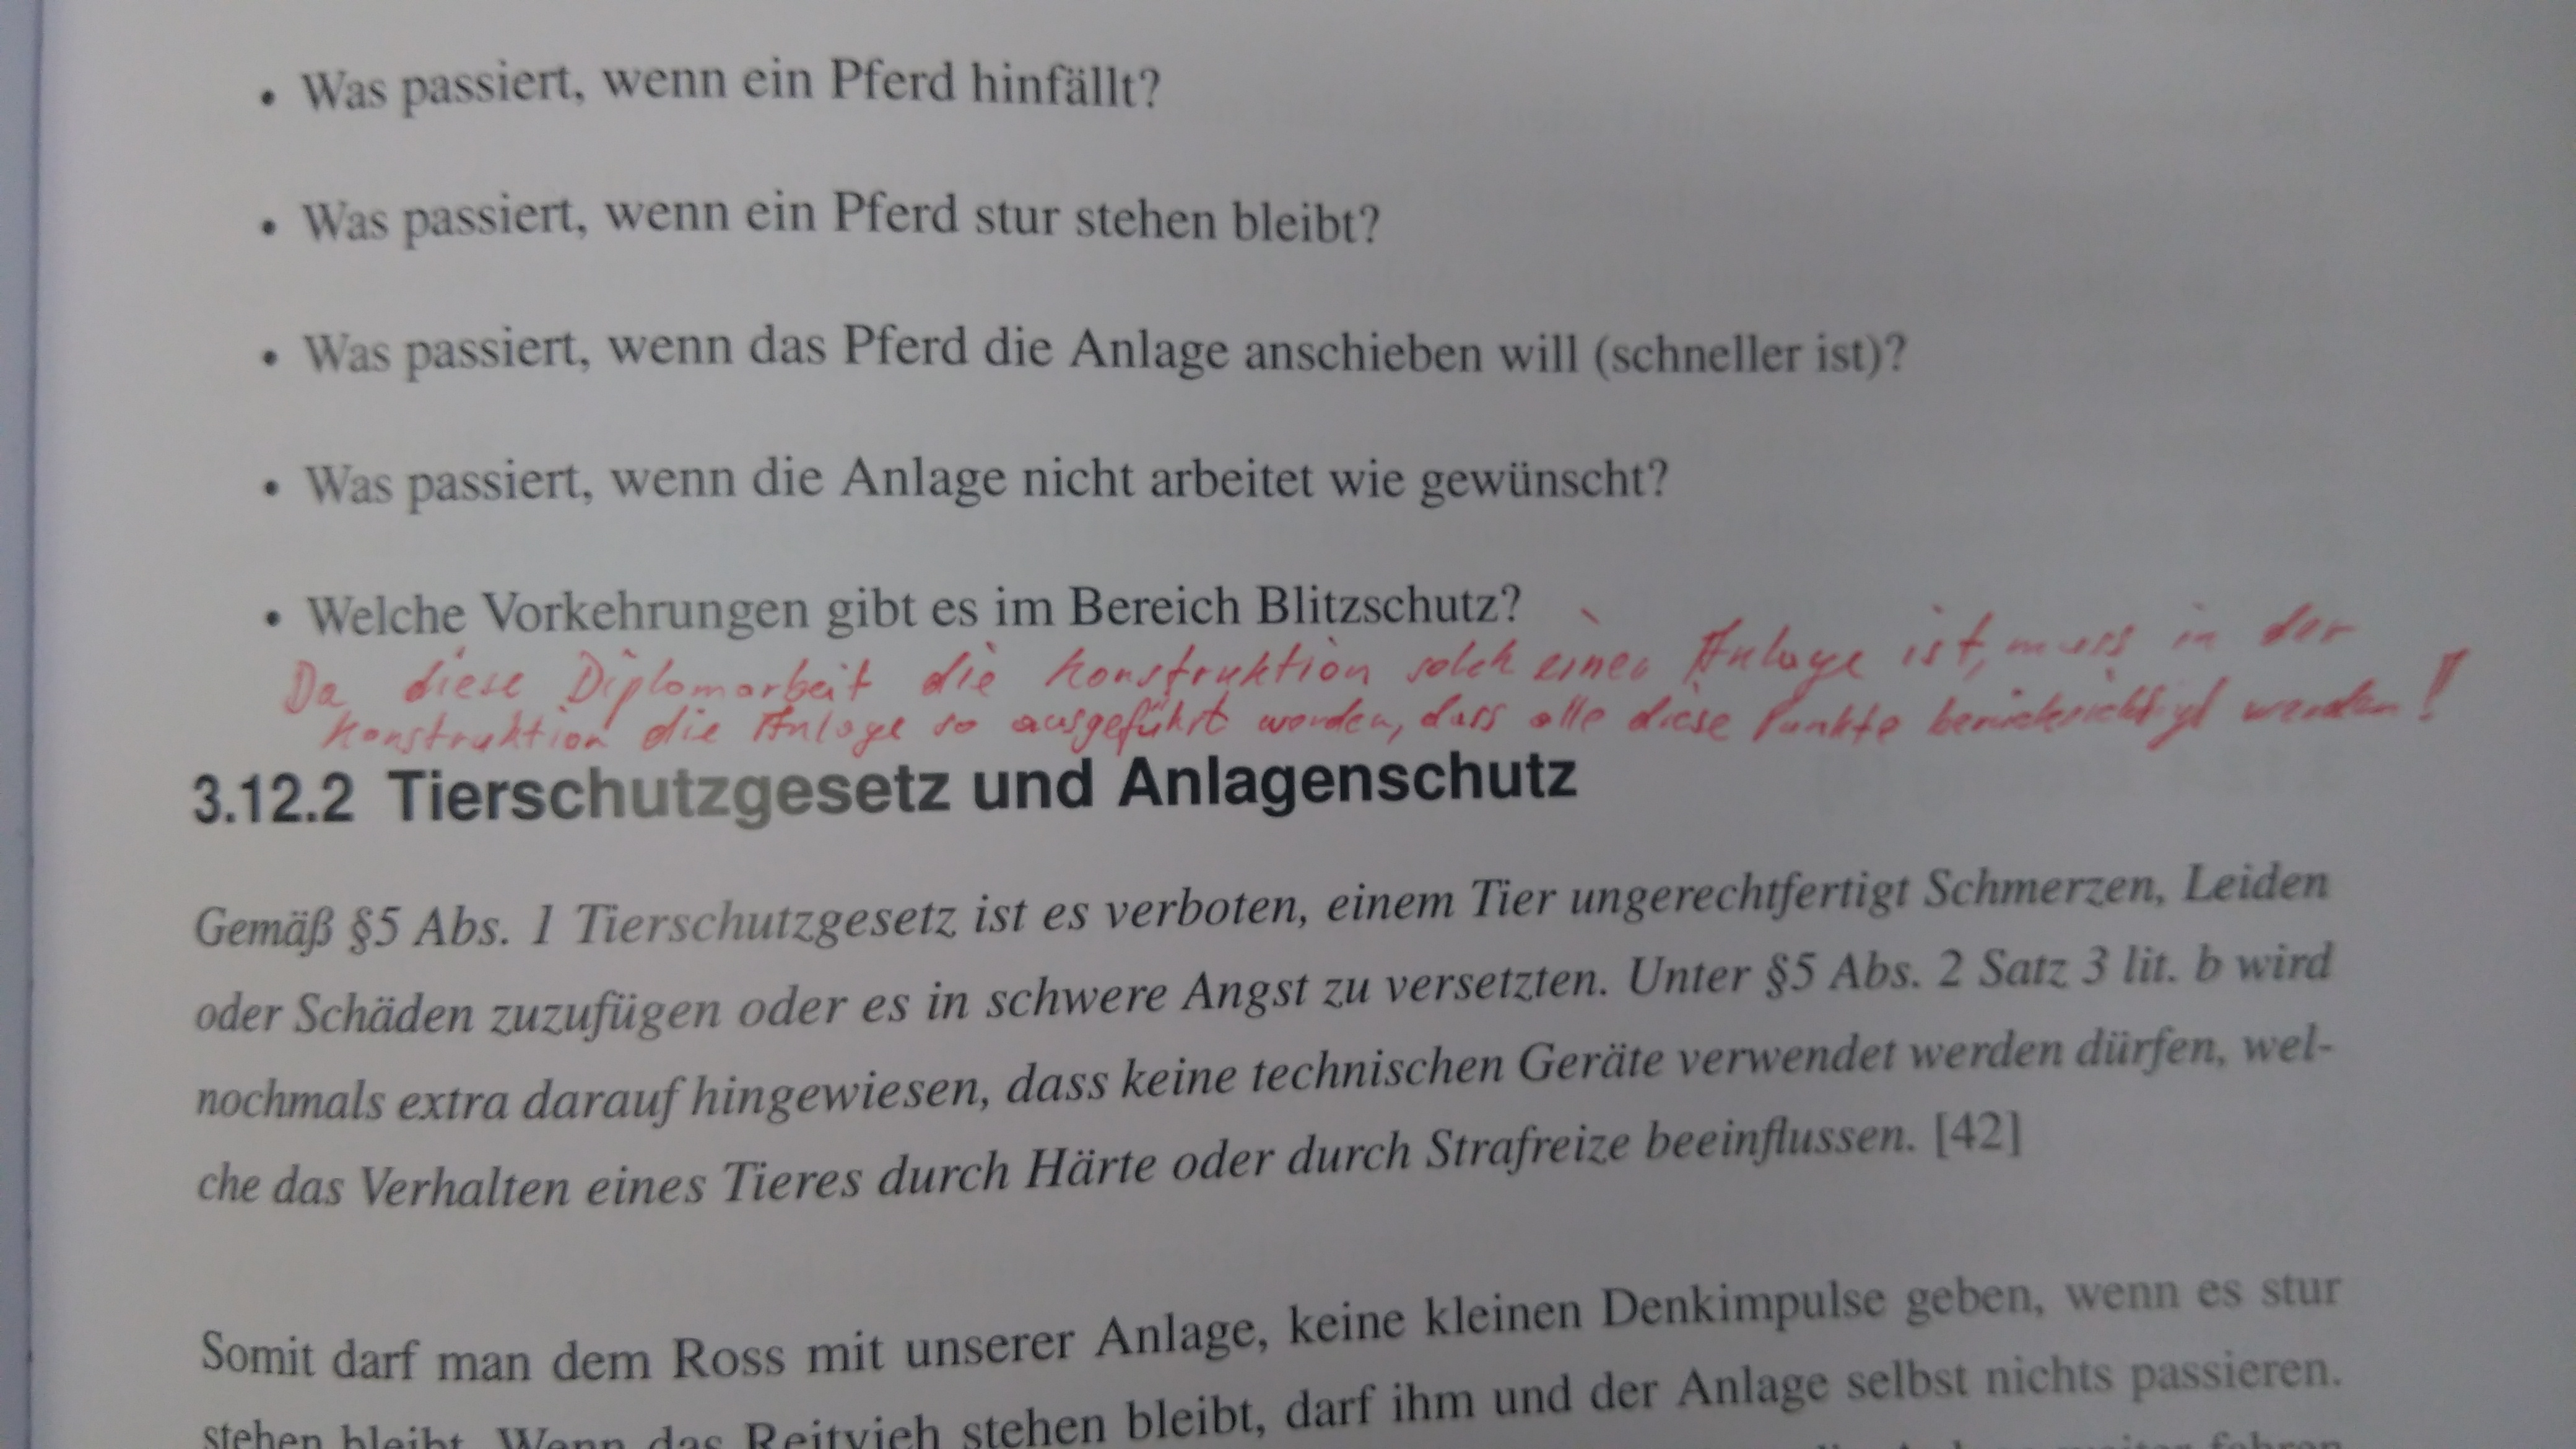 • Was passiert, wenn ein Pferd hinfällt?
• Was passiert, wenn ein Pferd stur stehen bleibt?
• Was passiert, wenn das Pferd die Anlage anschieben will (schneller ist)?
• Was passiert, wenn die Anlage nicht arbeitet wie gewünscht?
• Welche Vorkehrungen gibt es im Bereich Blitzschutz?
Da diese Diplomarbeit die Konstruktion solch einer Anlage ist, muss in der
Konstruktion die Anlage so ausgeführt werden, dass alle diese Punkte berücksichtigt werden!
3.12.2 Tierschutzgesetz und Anlagenschutz
Gemäß §5 Abs. 1 Tierschutzgesetz ist es verboten, einem Tier ungerechtfertigt Schmerzen, Leiden
oder Schäden zuzufügen oder es in schwere Angst zu versetzten. Unter §5 Abs. 2 Satz 3 lit. b wird
nochmals extra darauf hingewiesen, dass keine technischen Geräte verwendet werden dürfen, wel-
che das Verhalten eines Tieres durch Härte oder durch Strafreize beeinflussen. [42]
Somit darf man dem Ross mit unserer Anlage, keine kleinen Denkimpulse geben, wenn es stur
stehen bleibt. Wenn das Reitvieh stehen bleibt, darf ihm und der Anlage selbst nichts passieren.